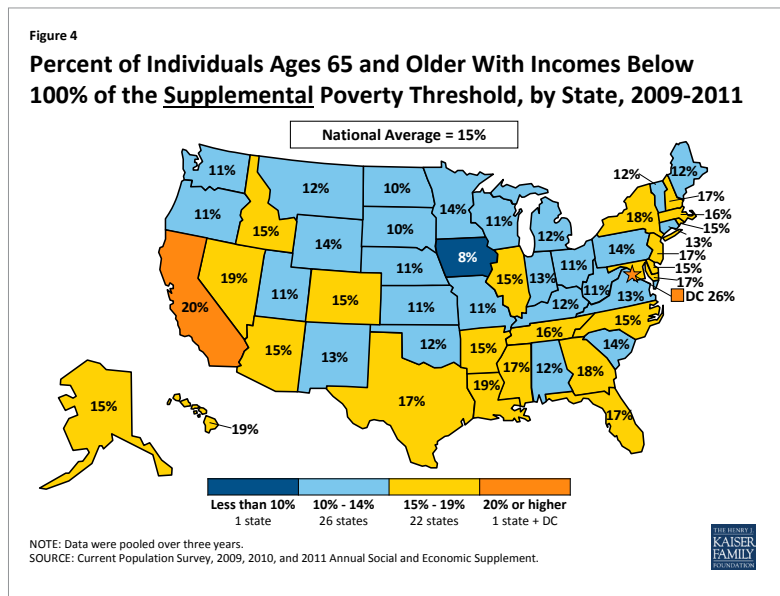 Figure 4
Percent of Individuals Ages 65 and Older With Incomes Below
100% of the Supplemental Poverty Threshold, by State, 2009-2011
National Average = 15%
11%
12%
10%
14%
11%
12%
12%
12%
17%
16%
15%
13%
17%
15%
17%
DC 26%
11%
15%
14%
10%
18%
14%
8%
11%
20%
19%
11%
15%
11%
11%
15%
13%
11%
11%
13%
12%
15%
13%
12%
15%
16%
15%
14%
17%
19%
17%
12%
18%
17%
15%
19%
Less than 10%
1 state
10% - 14%
26 states
15% - 19%
22 states
20% or higher
1 state + DC
NOTE: Data were pooled over three years.
SOURCE: Current Population Survey, 2009, 2010, and 2011 Annual Social and Economic Supplement.
THE HENRY J.
KAISER
FAMILY
FOUNDATION